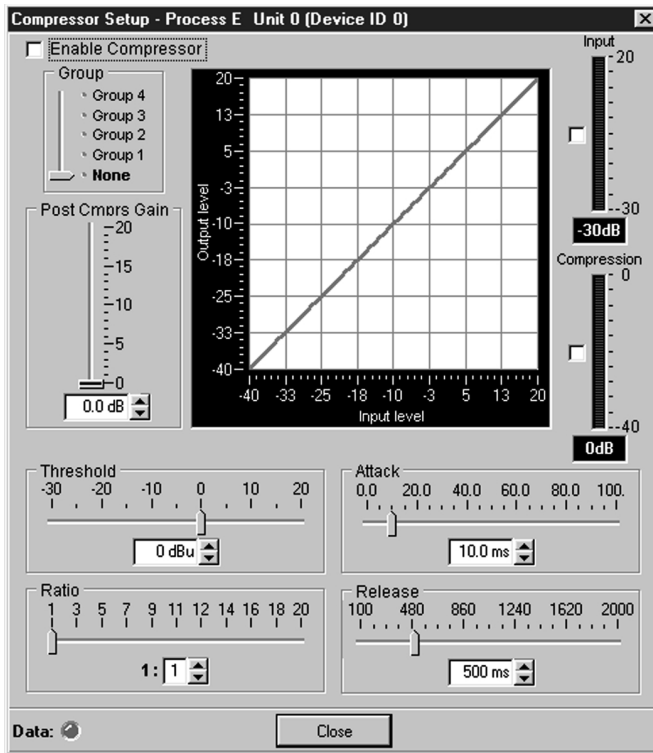 Compressor Setup - Process E Unit 0 (Device ID 0)
Enable Compressor
Group
Group 4
Group 3
Group 2
Group 1
None
Post Cmprs Gain
20
15
10
5
0
0.0 dB
Output level
20
13
5
-3
-10
-18
-25
-33
-40
-40 -33 -25 -18 -10 -3 5 13 20
Input level
Input
20
-30
-30dB
Compression
0
-40
0dB
Threshold
-30 -20 -10 0 10 20
0 dBu
Attack
0.0 20.0 40.0 60.0 80.0 100.
10.0 ms
Ratio
1 3 5 7 9 11 12 14 16 18 20
1 : 1
Release
100 480 860 1240 1620 2000
500 ms
Data:
Close